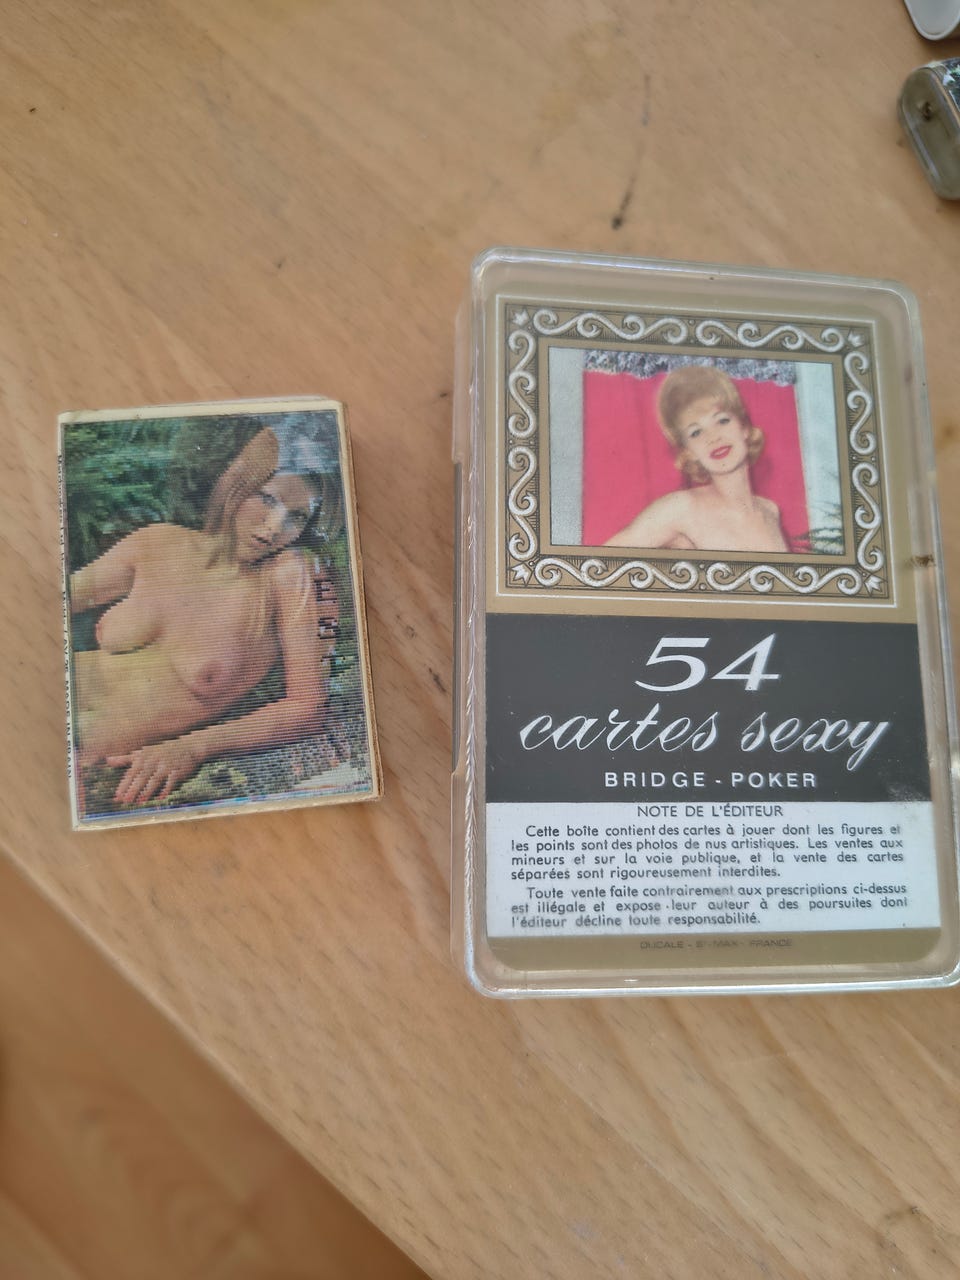 54
cartes sexy
BRIDGE - POKER
NOTE DE L'ÉDITEUR
Cette boîte contient des cartes à jouer dont les figures et
les points sont des photos de nus artistiques. Les ventes aux
mineurs et sur la voie publique, et la vente des cartes
séparées sont rigoureusement interdites.
Toute vente faite contrairement aux prescriptions ci-dessus
est illégale et expose leur auteur à des poursuites dont
l'éditeur décline toute responsabilité.
DUCALE - St-MAX - FRANCE